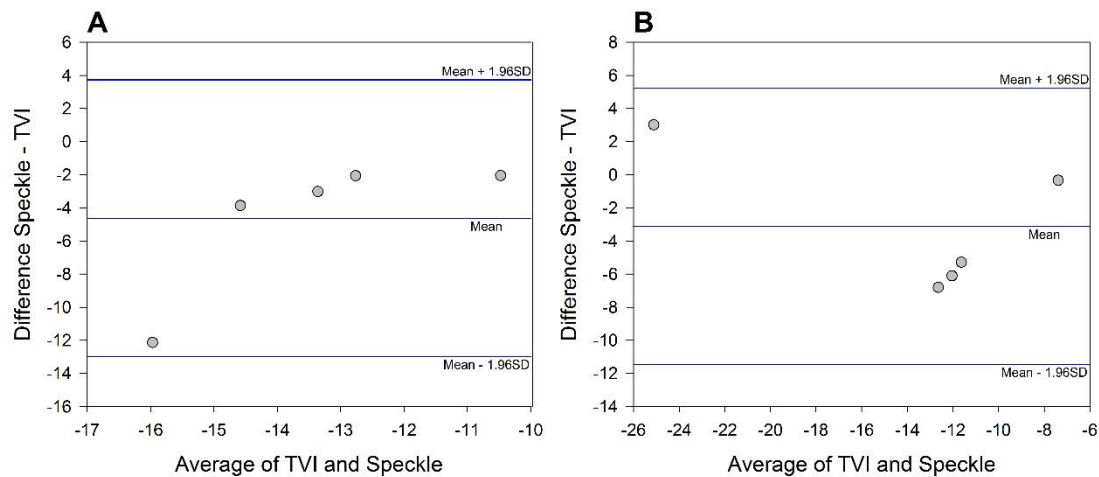 A
6
4
2
0
-2
-4
-6
-8
-10
-12
-14
-16
Difference Speckle - TVI
Mean + 1.96SD
Mean
Mean - 1.96SD
-17 -16 -15 -14 -13 -12 -11 -10
Average of TVI and Speckle
B
8
6
4
2
0
-2
-4
-6
-8
-10
-12
-14
Difference Speckle - TVI
Mean + 1.96SD
Mean
Mean - 1.96SD
-26 -24 -22 -20 -18 -16 -14 -12 -10 -8 -6
Average of TVI and Speckle